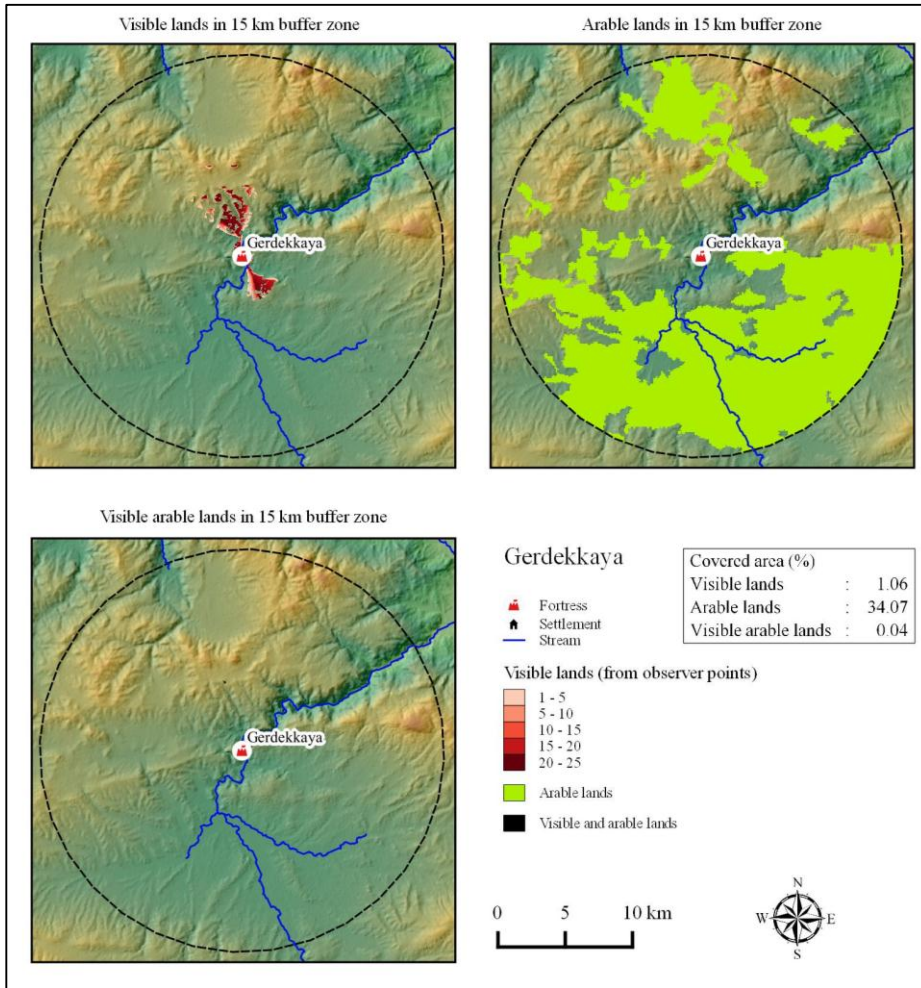 Visible lands in 15 km buffer zone
Arable lands in 15 km buffer zone
Gerdekkaya
Gerdekkaya
Visible arable lands in 15 km buffer zone
Gerdekkaya
Gerdekkaya
Fortress
Settlement
Stream
Covered area (%)
Visible lands : 1.06
Arable lands : 34.07
Visible arable lands : 0.04
Visible lands (from observer points)
1 - 5
5 - 10
10 - 15
15 - 20
20 - 25
Arable lands
Visible and arable lands
0 5 10 km
N
W E
S